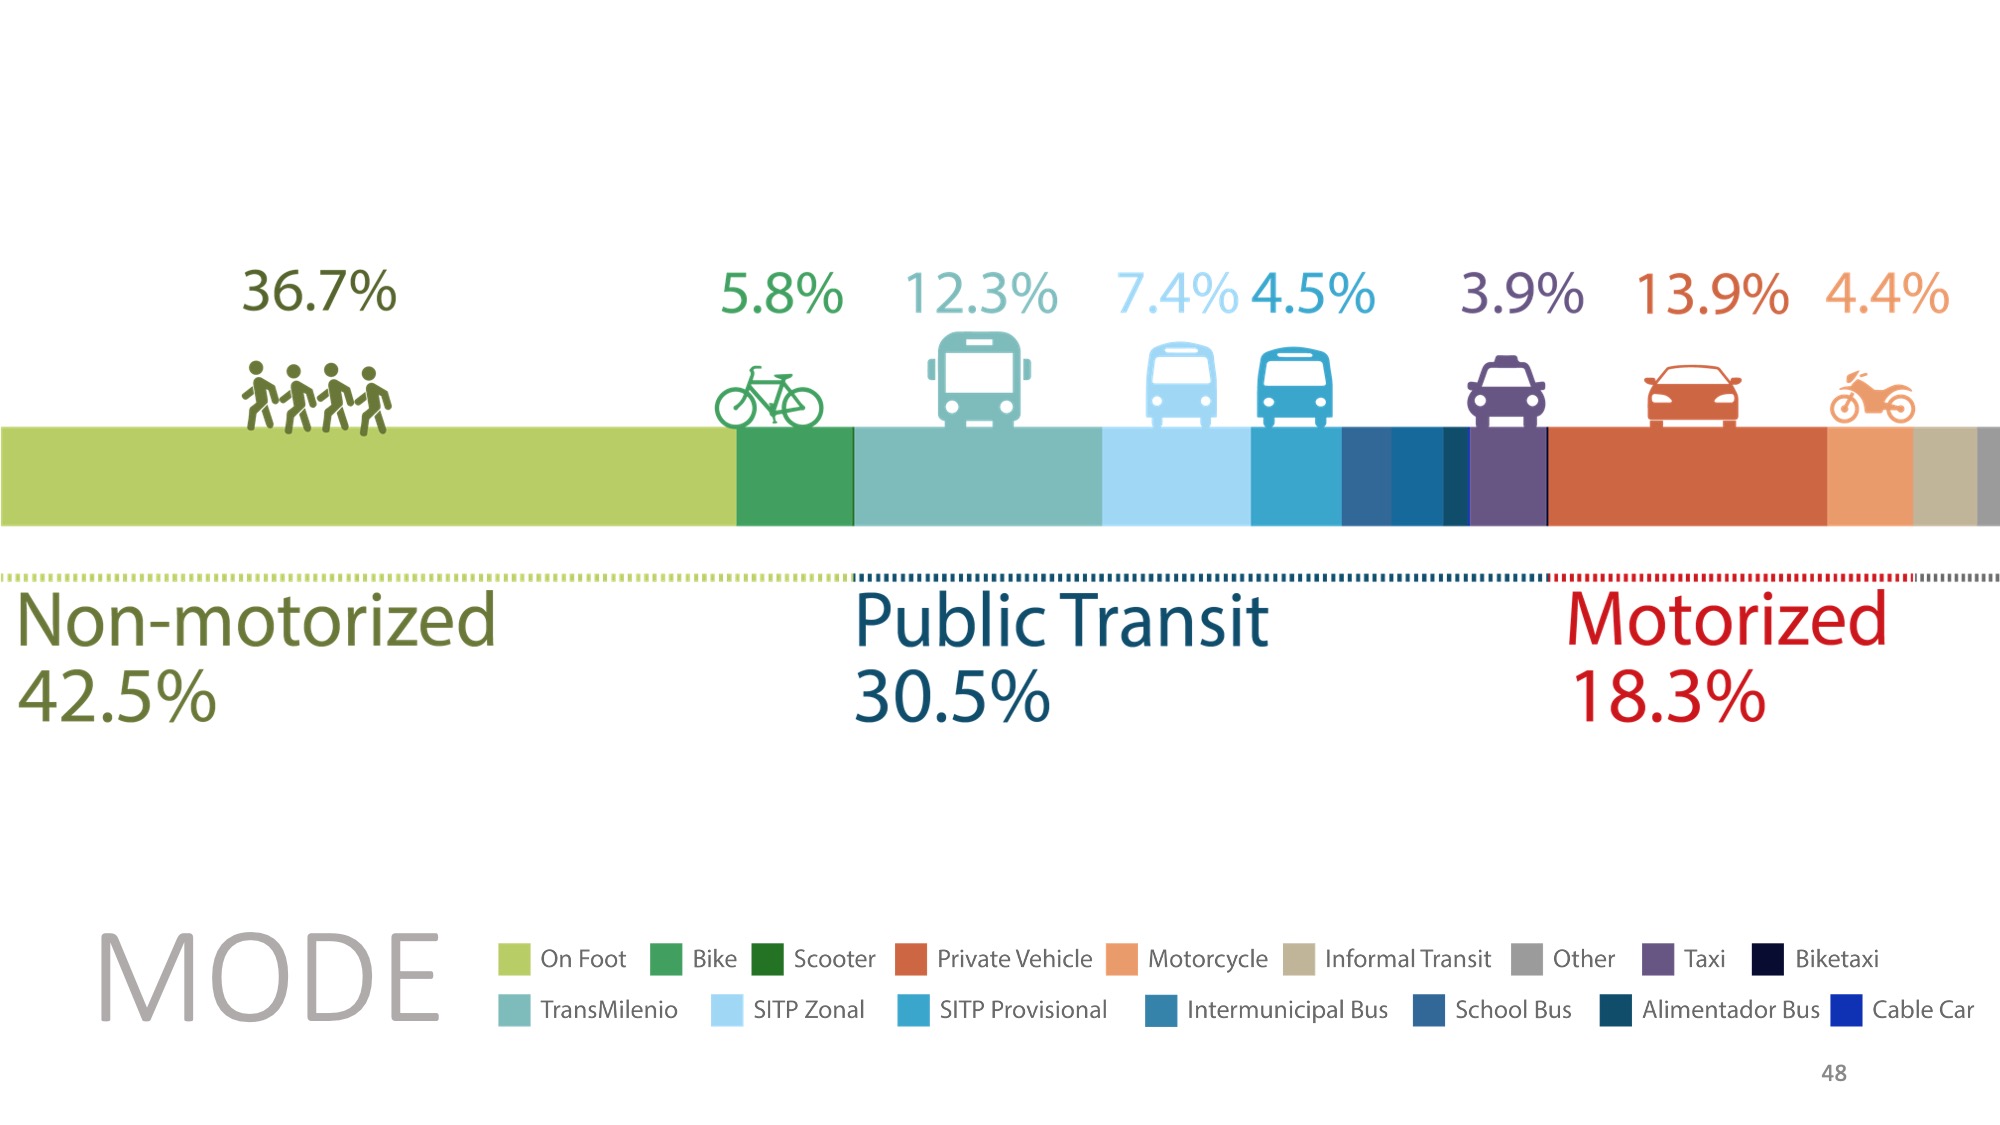 36.7% 5.8% 12.3% 7.4% 4.5% 3.9% 13.9% 4.4%
Non-motorized
42.5%
Public Transit
30.5%
Motorized
18.3%
MODE
On Foot Bike Scooter Private Vehicle Motorcycle Informal Transit Other Taxi Biketaxi
TransMilenio SITP Zonal SITP Provisional Intermunicipal Bus School Bus Alimentador Bus Cable Car
48